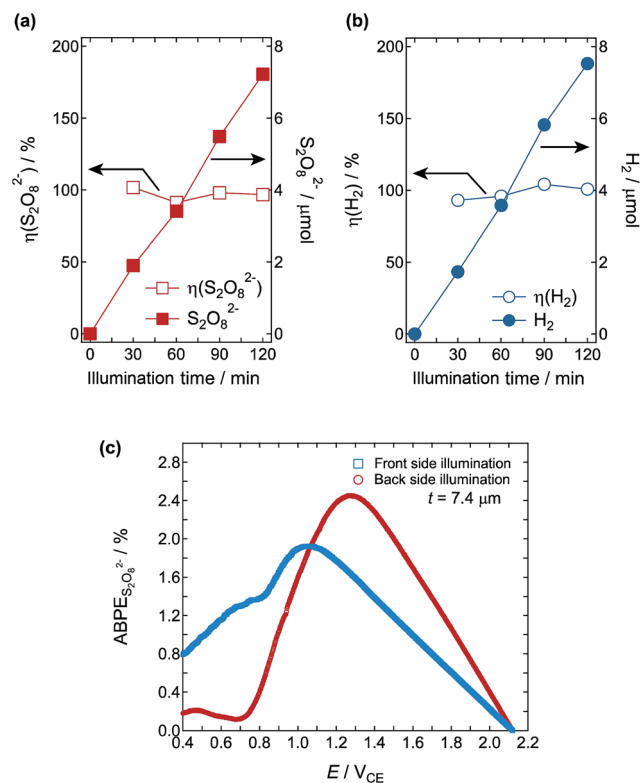 (a)
200
150
100
50
0
η(S₂O₈²⁻) / %
8
6
4
2
0
S₂O₈²⁻ / μmol
η(S₂O₈²⁻)
S₂O₈²⁻
0 30 60 90 120
Illumination time / min
(b)
200
150
100
50
0
η(H₂) / %
8
6
4
2
0
H₂ / μmol
η(H₂)
H₂
0 30 60 90 120
Illumination time / min
(c)
2.8
2.4
2.0
1.6
1.2
0.8
0.4
0.0
ABPE S₂O₈²⁻ / %
Front side illumination
Back side illumination
t = 7.4 μm
0.4 0.6 0.8 1.0 1.2 1.4 1.6 1.8 2.0 2.2
E / V CE